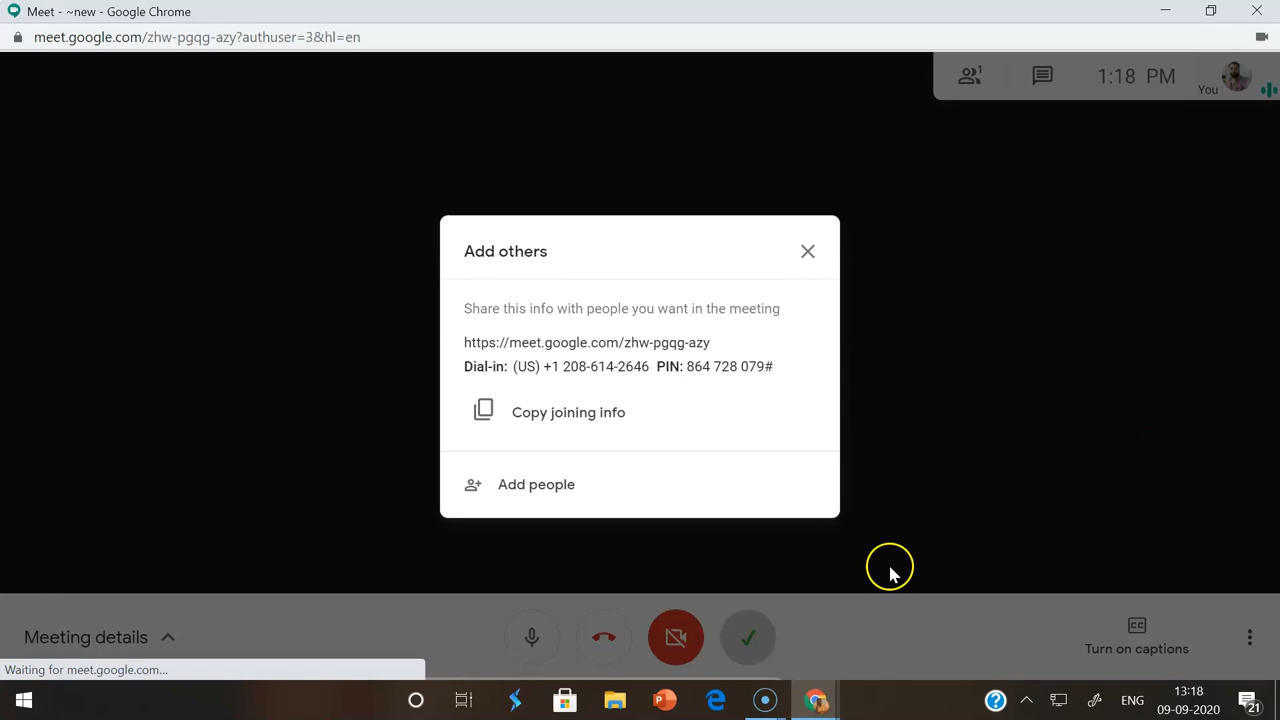 Meet - ~new - Google Chrome
meet.google.com/zhw-pgqg-azy?authuser=3&hl=en
1
1:18 PM
You
Add others
Share this info with people you want in the meeting
https://meet.google.com/zhw-pgqg-azy
Dial-in: (US) +1 208-614-2646 PIN: 864 728 079#
Copy joining info
Add people
Meeting details
CC
Turn on captions
Waiting for meet.google.com...
ENG
13:18
09-09-2020
21